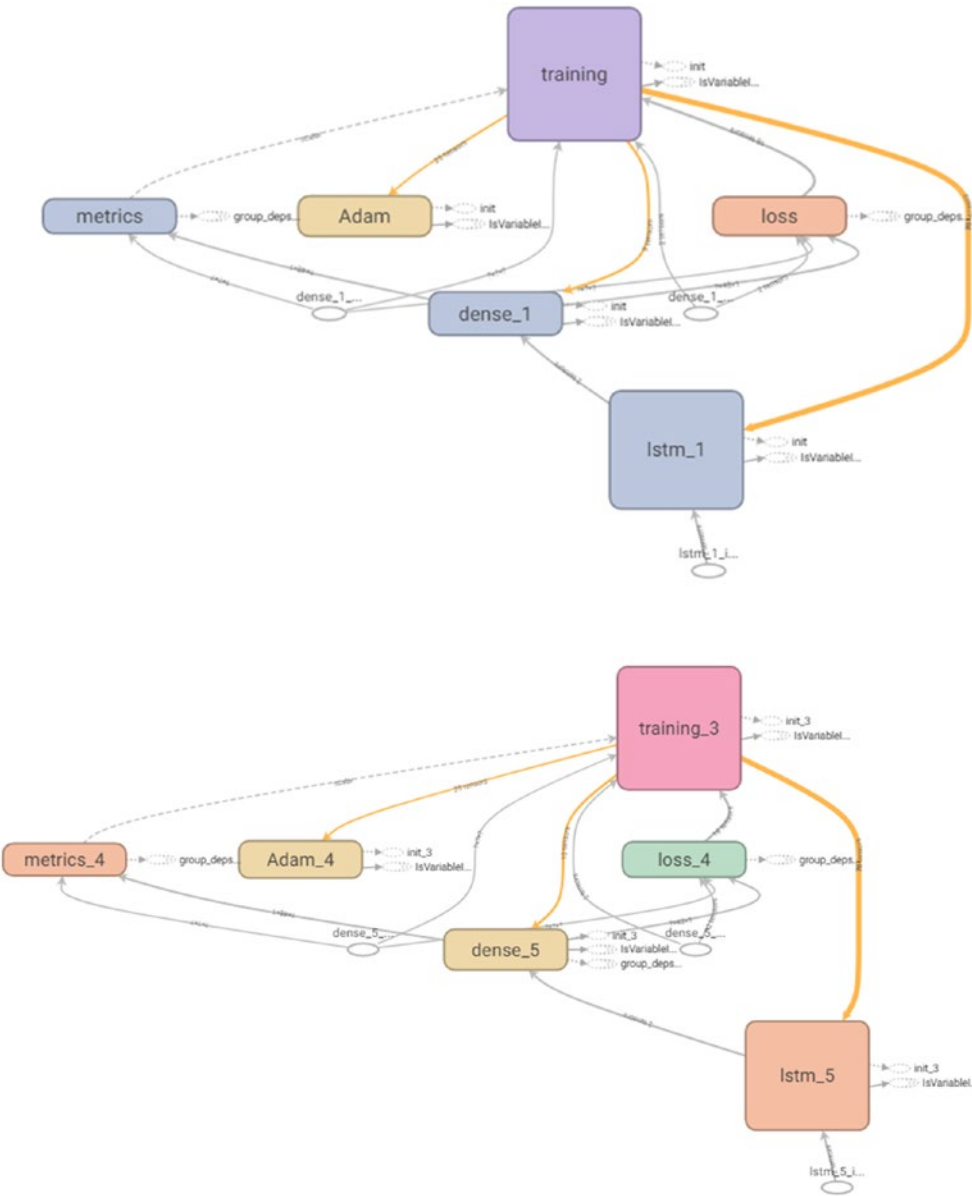 training
init
IsVariableI...
metrics
group_deps...
Adam
init
IsVariableI...
loss
group_deps...
dense_1_...
dense_1
init
IsVariableI...
dense_1_...
lstm_1
init
IsVariableI...
lstm_1_i...
training_3
init_3
IsVariableI...
metrics_4
group_deps...
Adam_4
init_3
IsVariableI...
loss_4
group_deps...
dense_5_...
dense_5
init_3
IsVariableI...
group_deps...
dense_5_...
lstm_5
init_3
IsVariableI...
lstm_5_i...